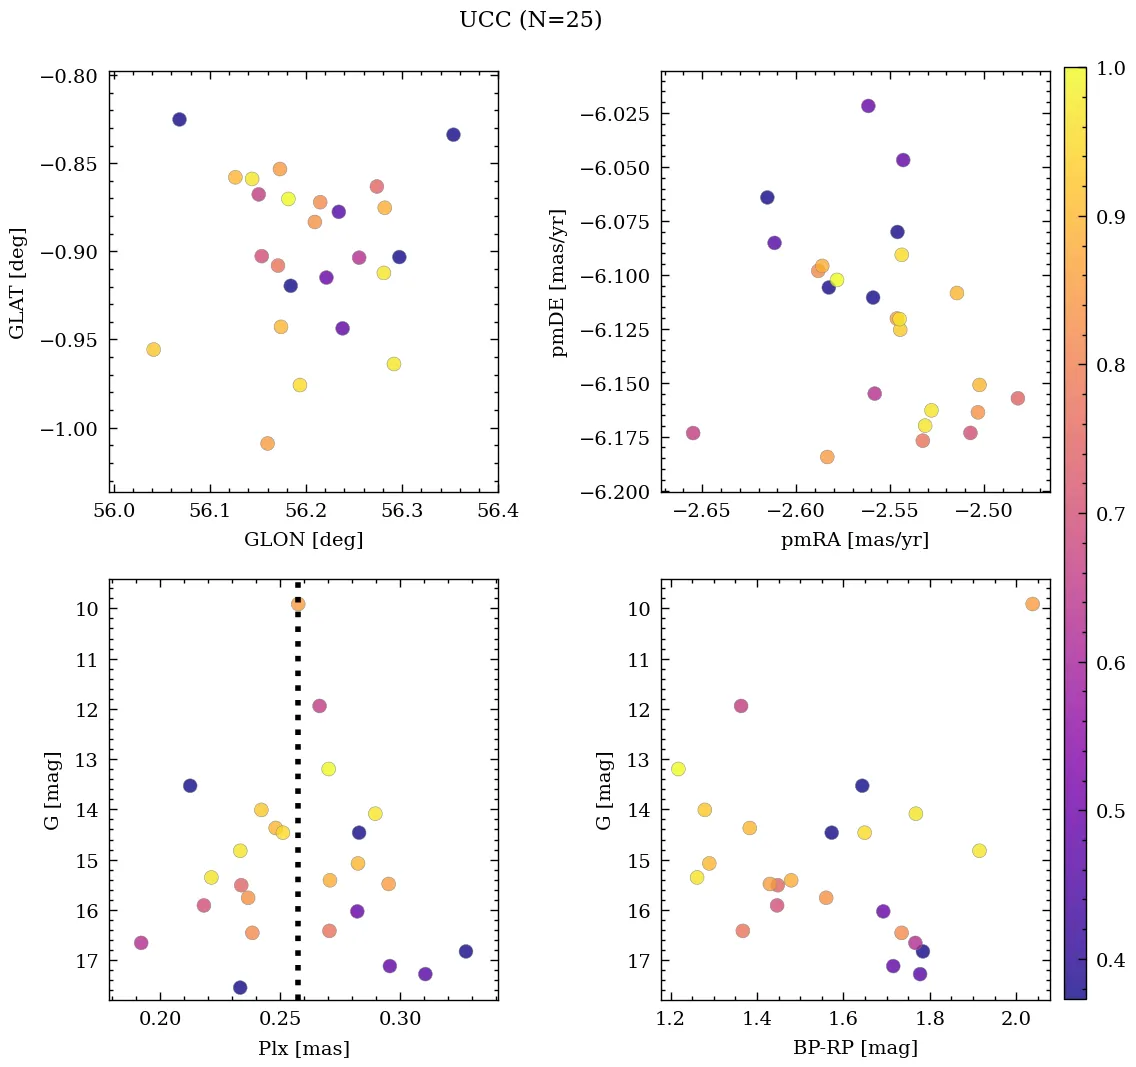 UCC (N=25)
−0.80
−0.85
−0.90
−0.95
−1.00
GLAT [deg]
56.0 56.1 56.2 56.3 56.4
GLON [deg]
−6.025
−6.050
−6.075
−6.100
−6.125
−6.150
−6.175
−6.200
pmDE [mas/yr]
−2.65 −2.60 −2.55 −2.50
pmRA [mas/yr]
1.0
0.9
0.8
0.7
0.6
0.5
0.4
10
11
12
13
14
15
16
17
G [mag]
0.20 0.25 0.30
Plx [mas]
10
11
12
13
14
15
16
17
G [mag]
1.2 1.4 1.6 1.8 2.0
BP-RP [mag]